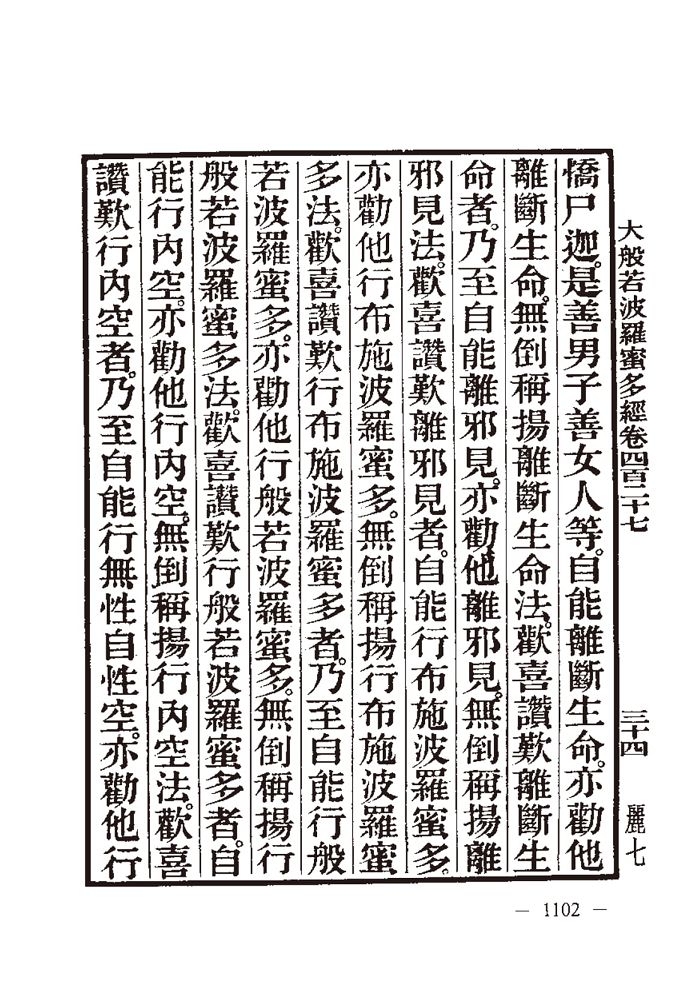 大般若波羅蜜多經卷四百二十七 三十四 麗七
憍尸迦。是善男子善女人等。自能離斷生命。亦勸他
離斷生命。無倒稱揚離斷生命法。歡喜讚歎離斷生
命者。乃至自能離邪見。亦勸他離邪見。無倒稱揚離
邪見法。歡喜讚歎離邪見者。自能行布施波羅蜜多。
亦勸他行布施波羅蜜多。無倒稱揚行布施波羅蜜
多法。歡喜讚歎行布施波羅蜜多者。乃至自能行般
若波羅蜜多。亦勸他行般若波羅蜜多。無倒稱揚行
般若波羅蜜多法。歡喜讚歎行般若波羅蜜多者。自
能行內空。亦勸他行內空。無倒稱揚行內空法。歡喜
讚歎行內空者。乃至自能行無性自性空。亦勸他行
— 1102 —